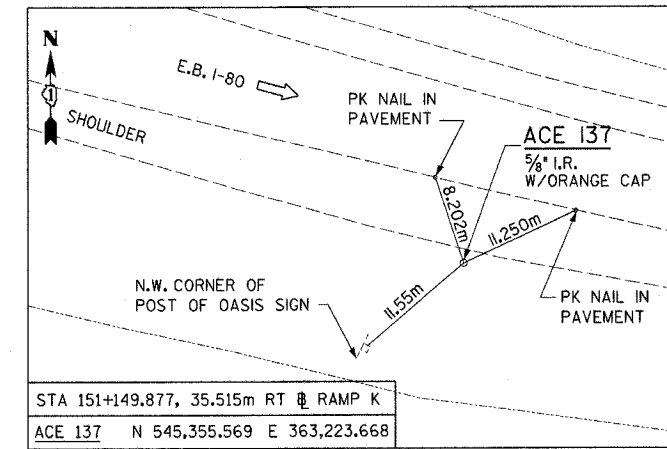 N
1
E.B. I-80
SHOULDER
PK NAIL IN
PAVEMENT
ACE 137
5/8" I.R.
W/ORANGE CAP
8.202m
11.250m
11.55m
N.W. CORNER OF
POST OF OASIS SIGN
PK NAIL IN
PAVEMENT
STA 151+149.877, 35.515m RT ⅊ RAMP K
ACE 137 N 545,355.569 E 363,223.668